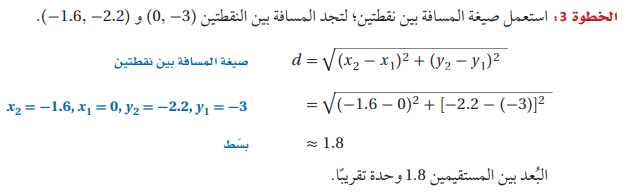 الخطوة 3: استعمل صيغة المسافة بين نقطتين؛ لتجد المسافة بين النقطتين (0, −3) و (−1.6, −2.2).
صيغة المسافة بين نقطتين d = √(x₂ − x₁)² + (y₂ − y₁)²
x₂ = −1.6, x₁ = 0, y₂ = −2.2, y₁ = −3 = √(−1.6 − 0)² + [−2.2 − (−3)]²
بسّط ≈ 1.8
البُعد بين المستقيمين 1.8 وحدة تقريبًا.